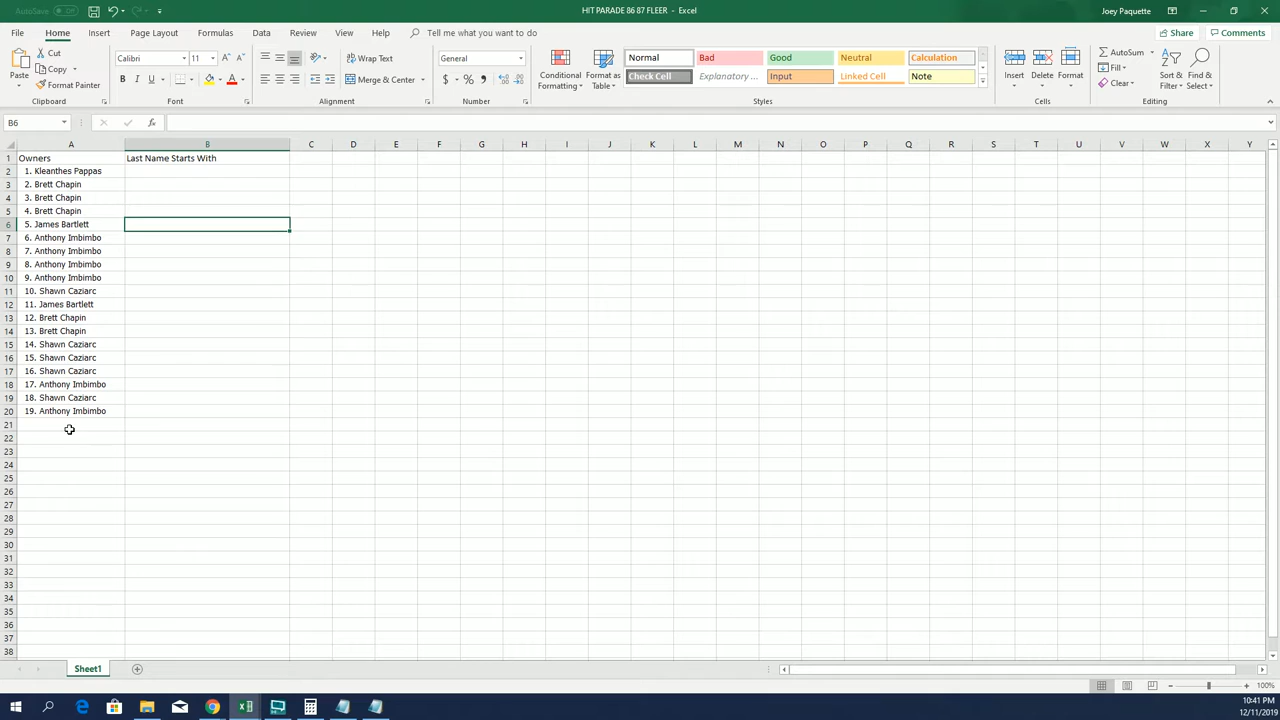 AutoSave Off
HIT PARADE 86 87 FLEER - Excel
Joey Paquette
File Home Insert Page Layout Formulas Data Review View Help Tell me what you want to do
Share Comments
Paste
Cut
Copy
Format Painter
Clipboard
Calibri 11
B I U A
Font
Wrap Text
Merge & Center
Alignment
General
$ % ,
Number
Conditional Formatting
Format as Table
Normal Bad Good Neutral Calculation
Check Cell Explanatory ... Input Linked Cell Note
Styles
Insert Delete Format
Cells
AutoSum
Fill
Clear
Sort & Filter
Find & Select
Editing
B6 fx
A B C D E F G H I J K L M N O P Q R S T U V W X Y
1 Owners Last Name Starts With
2 1. Kleanthes Pappas
3 2. Brett Chapin
4 3. Brett Chapin
5 4. Brett Chapin
6 5. James Bartlett
7 6. Anthony Imbimbo
8 7. Anthony Imbimbo
9 8. Anthony Imbimbo
10 9. Anthony Imbimbo
11 10. Shawn Caziarc
12 11. James Bartlett
13 12. Brett Chapin
14 13. Brett Chapin
15 14. Shawn Caziarc
16 15. Shawn Caziarc
17 16. Shawn Caziarc
18 17. Anthony Imbimbo
19 18. Shawn Caziarc
20 19. Anthony Imbimbo
21
22
23
24
25
26
27
28
29
30
31
32
33
34
35
36
37
38
Sheet1
100%
10:41 PM
12/11/2019